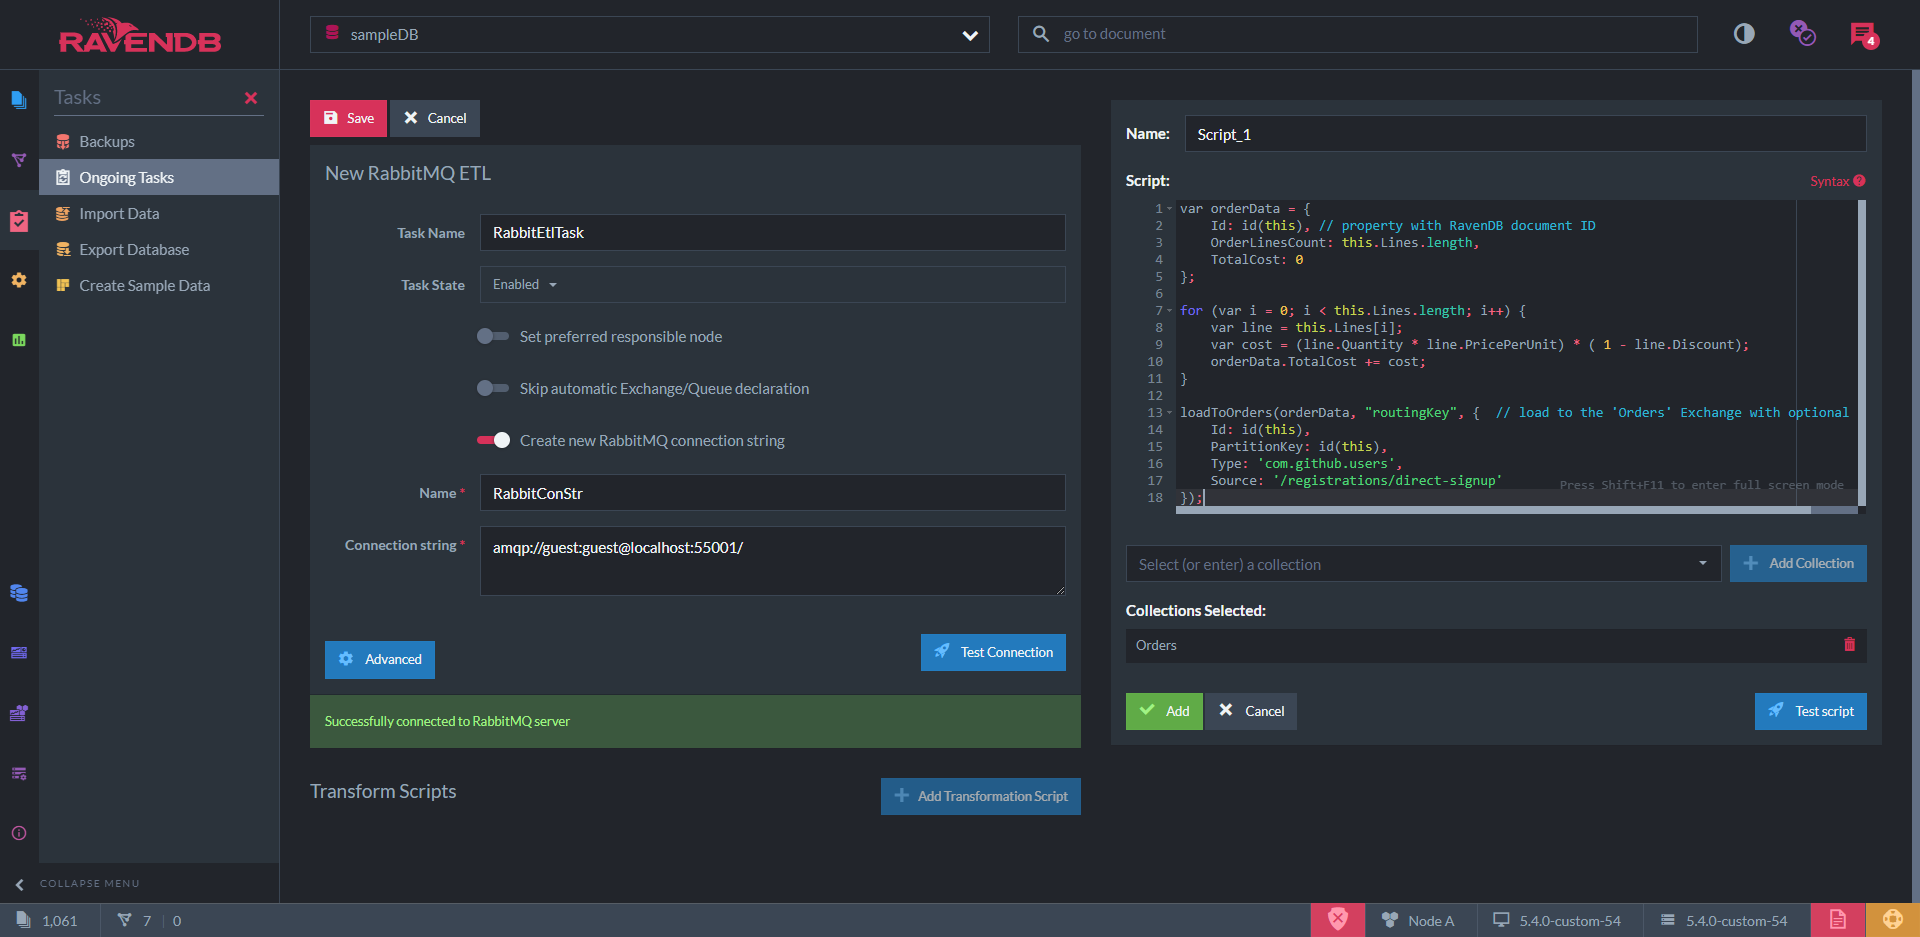 RAVENDB
sampleDB
go to document
4
Tasks
Backups
Ongoing Tasks
Import Data
Export Database
Create Sample Data
COLLAPSE MENU
Save
Cancel
New RabbitMQ ETL
Task Name
RabbitEtlTask
Task State
Enabled
Set preferred responsible node
Skip automatic Exchange/Queue declaration
Create new RabbitMQ connection string
Name *
RabbitConStr
Connection string *
amqp://guest:guest@localhost:55001/
Advanced
Test Connection
Successfully connected to RabbitMQ server
Transform Scripts
Add Transformation Script
Name:
Script_1
Script:
Syntax
1 var orderData = {
2     Id: id(this), // property with RavenDB document ID
3     OrderLinesCount: this.Lines.length,
4     TotalCost: 0
5 };
6
7 for (var i = 0; i < this.Lines.length; i++) {
8     var line = this.Lines[i];
9     var cost = (line.Quantity * line.PricePerUnit) * ( 1 - line.Discount);
10     orderData.TotalCost += cost;
11 }
12
13 loadToOrders(orderData, "routingKey", {  // load to the 'Orders' Exchange with optional
14     Id: id(this),
15     PartitionKey: id(this),
16     Type: 'com.github.users',
17     Source: '/registrations/direct-signup'
Press Shift+F11 to enter full screen mode
18 });
Select (or enter) a collection
Add Collection
Collections Selected:
Orders
Add
Cancel
Test script
1,061
7 | 0
Node A
5.4.0-custom-54
5.4.0-custom-54